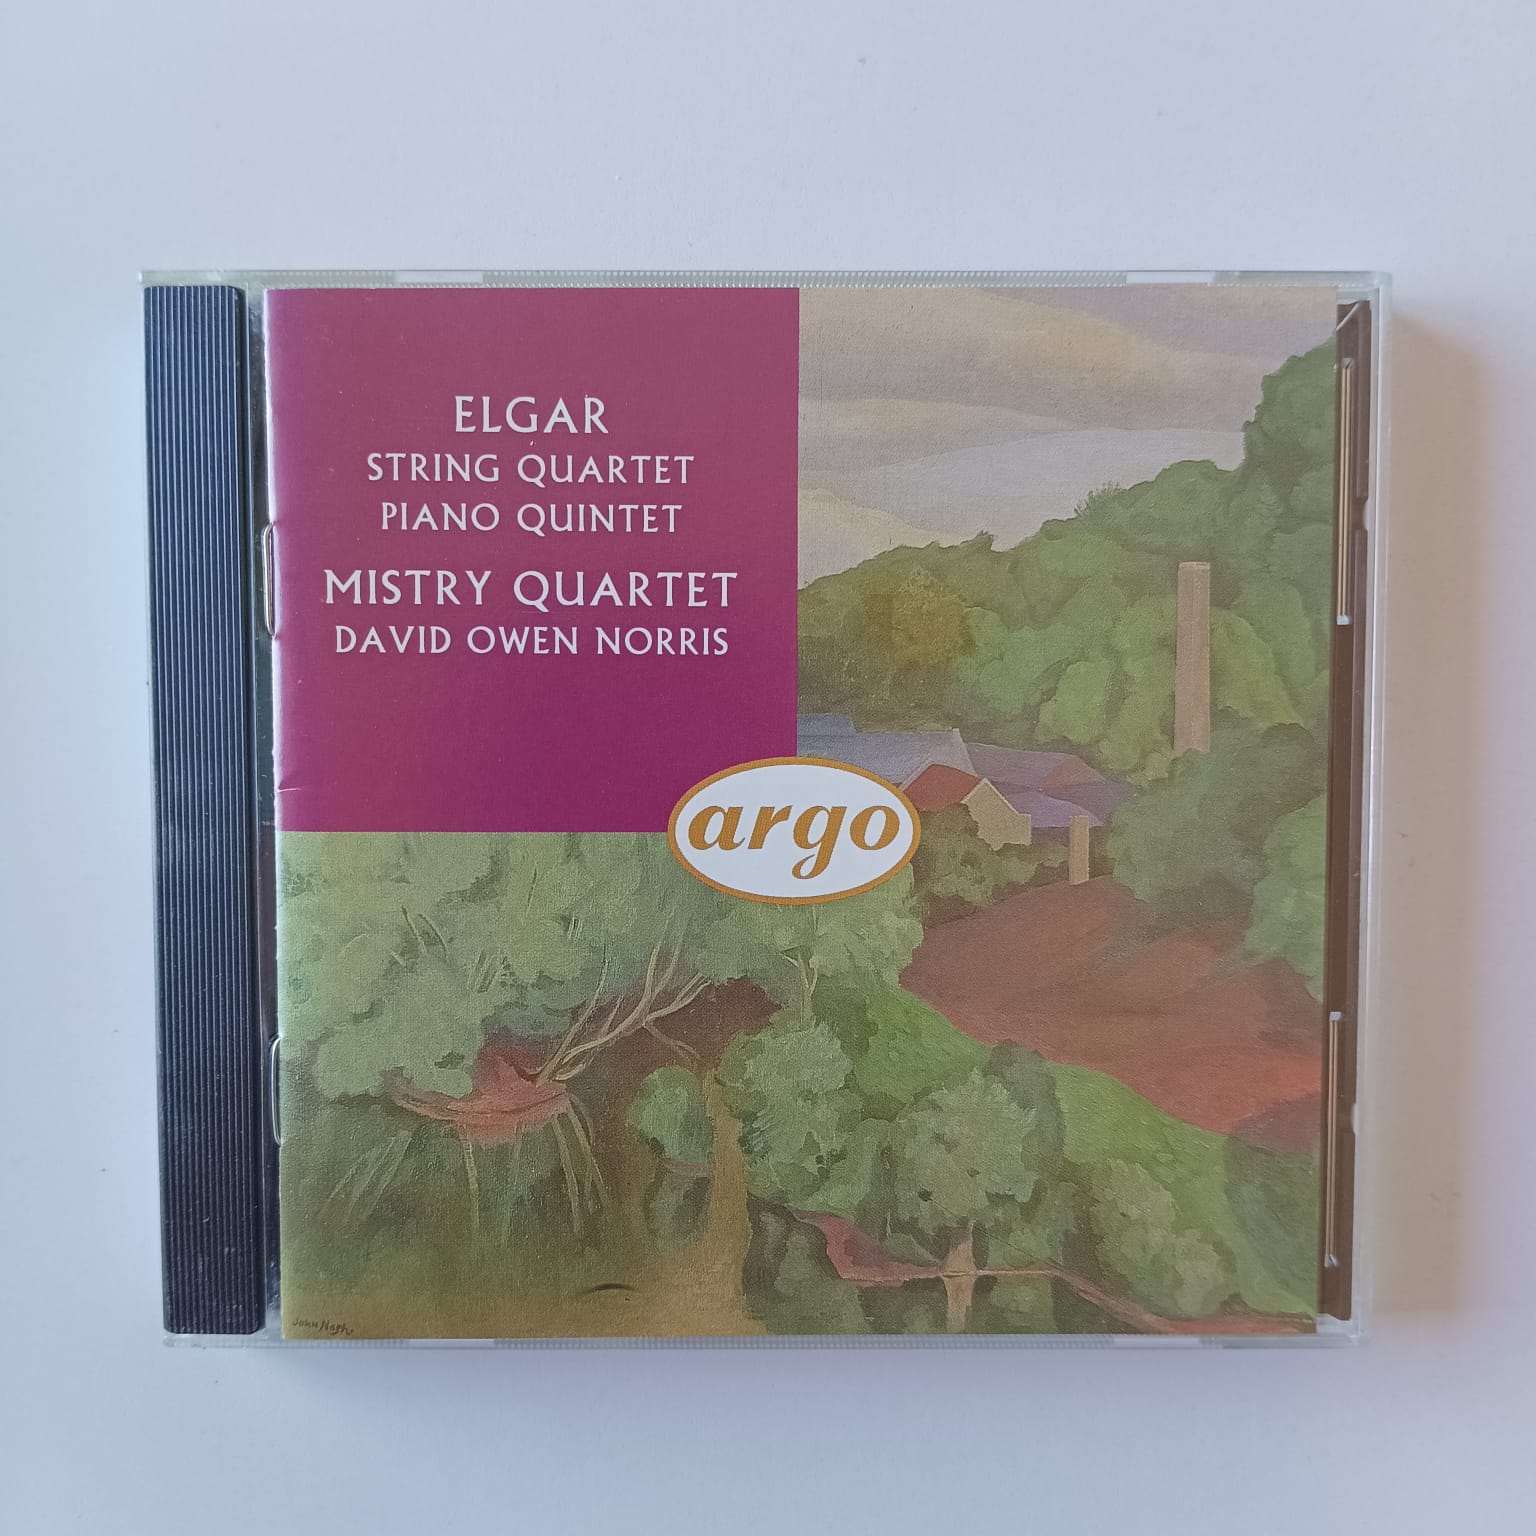 ELGAR
STRING QUARTET
PIANO QUINTET
MISTRY QUARTET
DAVID OWEN NORRIS
argo
John Nash